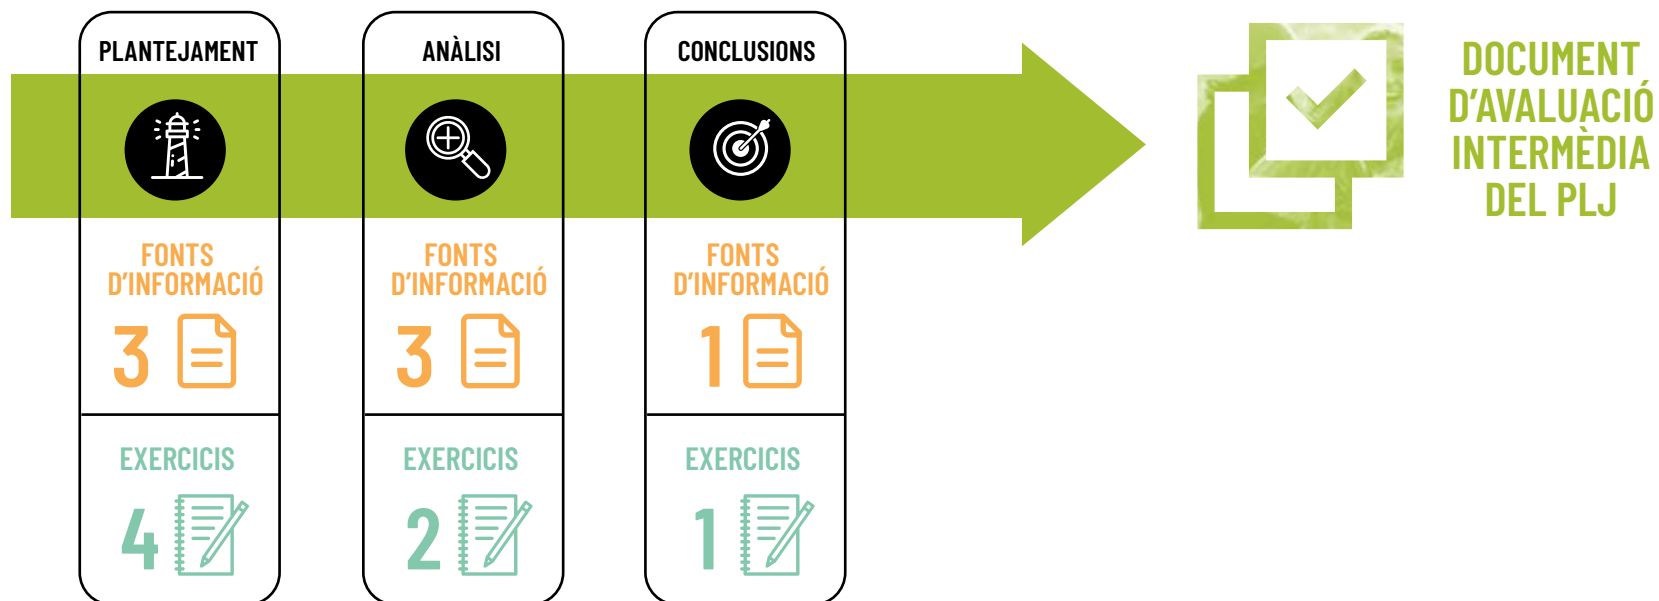 PLANTEJAMENT
FONTS
D'INFORMACIÓ
3
EXERCICIS
4
ANÀLISI
FONTS
D'INFORMACIÓ
3
EXERCICIS
2
CONCLUSIONS
FONTS
D'INFORMACIÓ
1
EXERCICIS
1
DOCUMENT
D'AVALUACIÓ
INTERMÈDIA
DEL PLJ